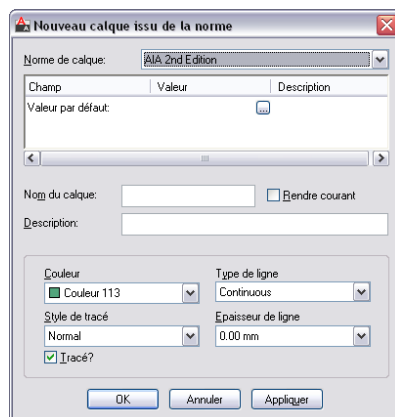 Nouveau calque issu de la norme
Norme de calque: AIA 2nd Edition
Champ Valeur Description
Valeur par défaut: ...
Nom du calque: Rendre courant
Description:
Couleur Type de ligne
Couleur 113 Continuous
Style de tracé Epaisseur de ligne
Normal 0.00 mm
Tracé?
OK Annuler Appliquer